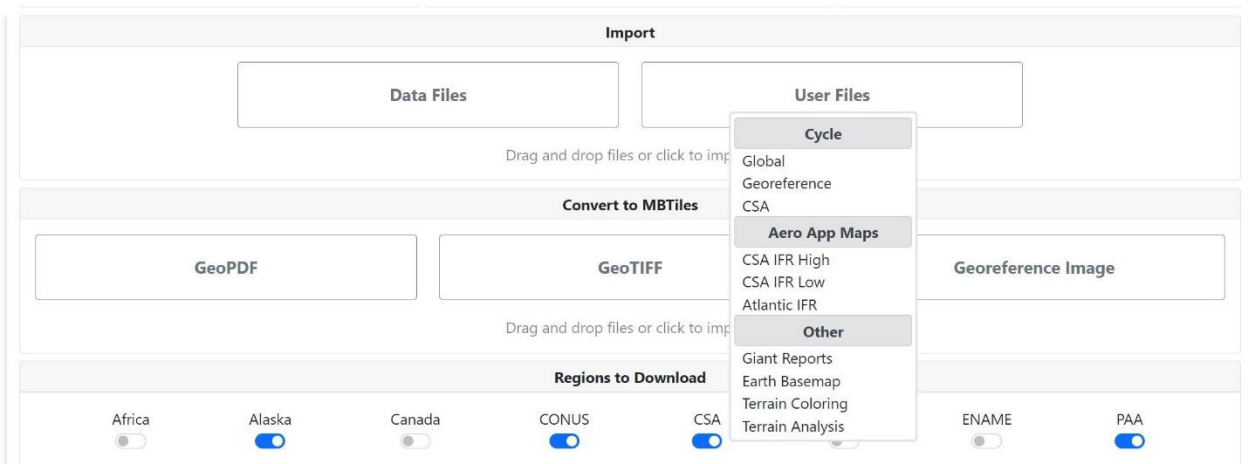 Import
Data Files
User Files
Drag and drop files or click to imp
Cycle
Global
Georeference
CSA
Aero App Maps
CSA IFR High
CSA IFR Low
Atlantic IFR
Other
Giant Reports
Earth Basemap
Terrain Coloring
Terrain Analysis
Convert to MBTiles
GeoPDF
GeoTIFF
Georeference Image
Drag and drop files or click to imp
Regions to Download
Africa
Alaska
Canada
CONUS
CSA
ENAME
PAA